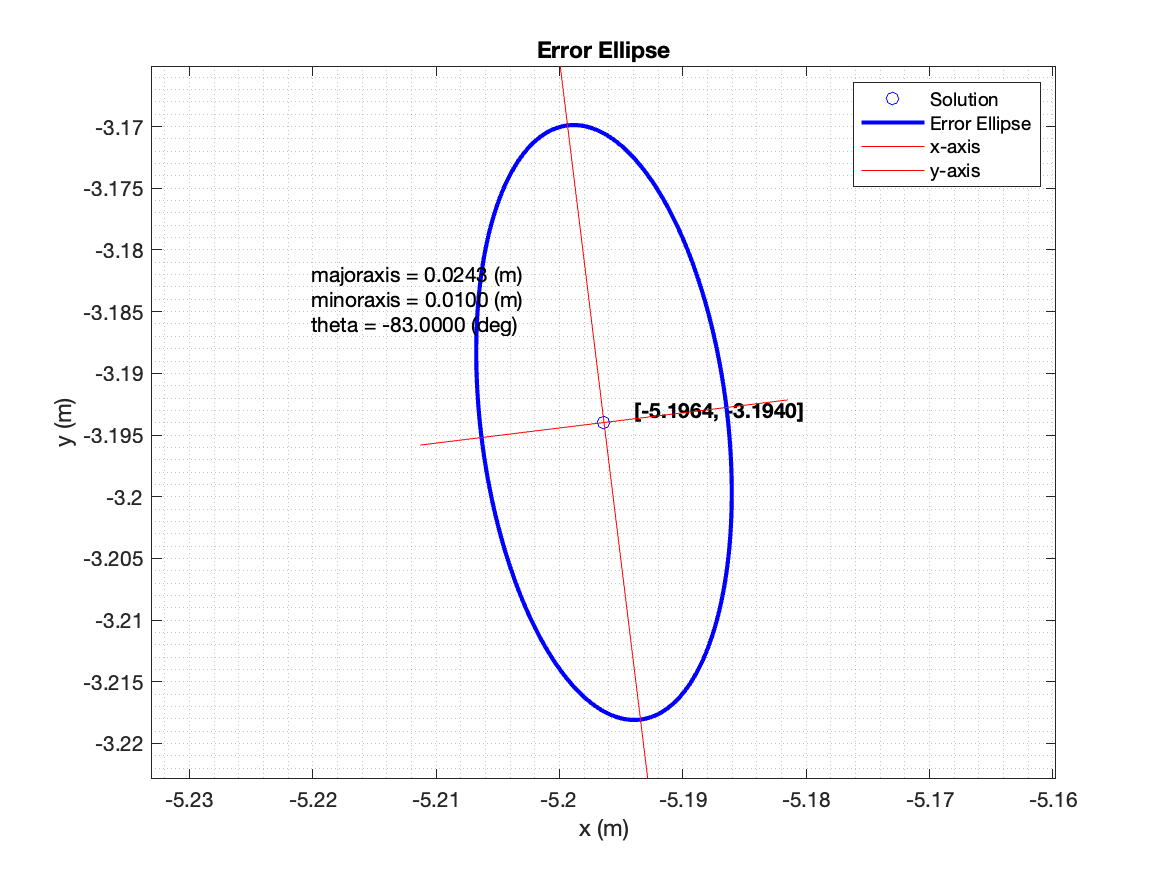 Error Ellipse
Solution
Error Ellipse
x-axis
y-axis
-3.17
-3.175
-3.18
-3.185
-3.19
-3.195
-3.2
-3.205
-3.21
-3.215
-3.22
y (m)
majoraxis = 0.0243 (m)
minoraxis = 0.0100 (m)
theta = -83.0000 (deg)
[-5.1964, -3.1940]
-5.23
-5.22
-5.21
-5.2
-5.19
-5.18
-5.17
-5.16
x (m)